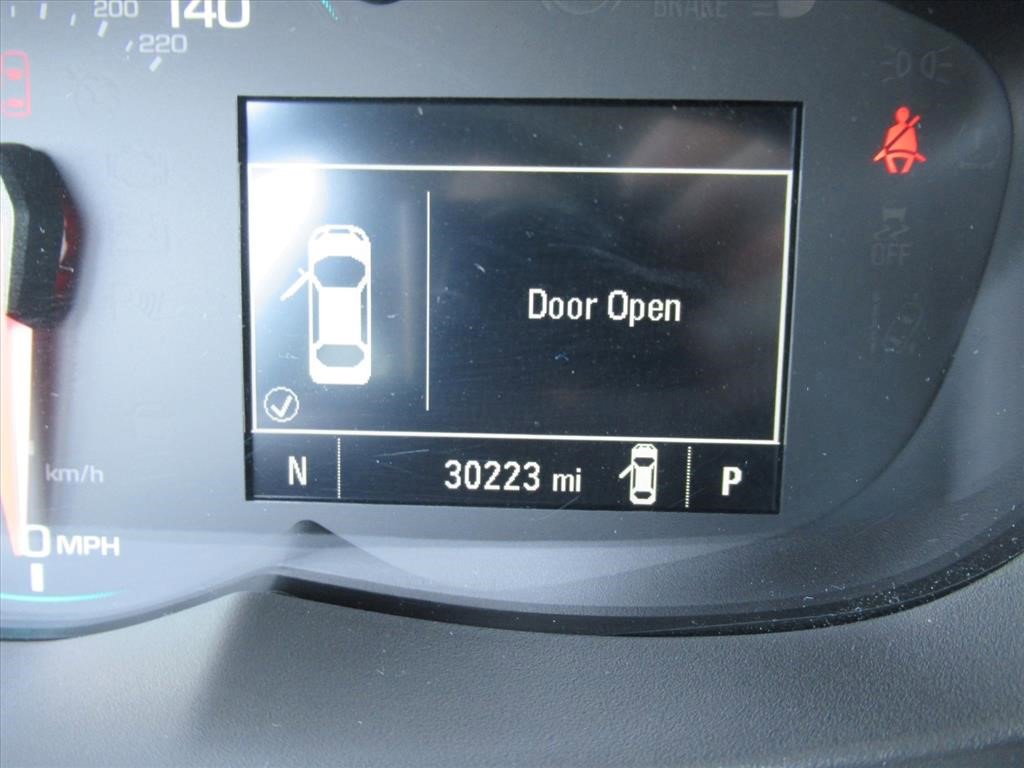 200 140
220
BRAKE
OFF
Door Open
N 30223 mi P
km/h
0 MPH